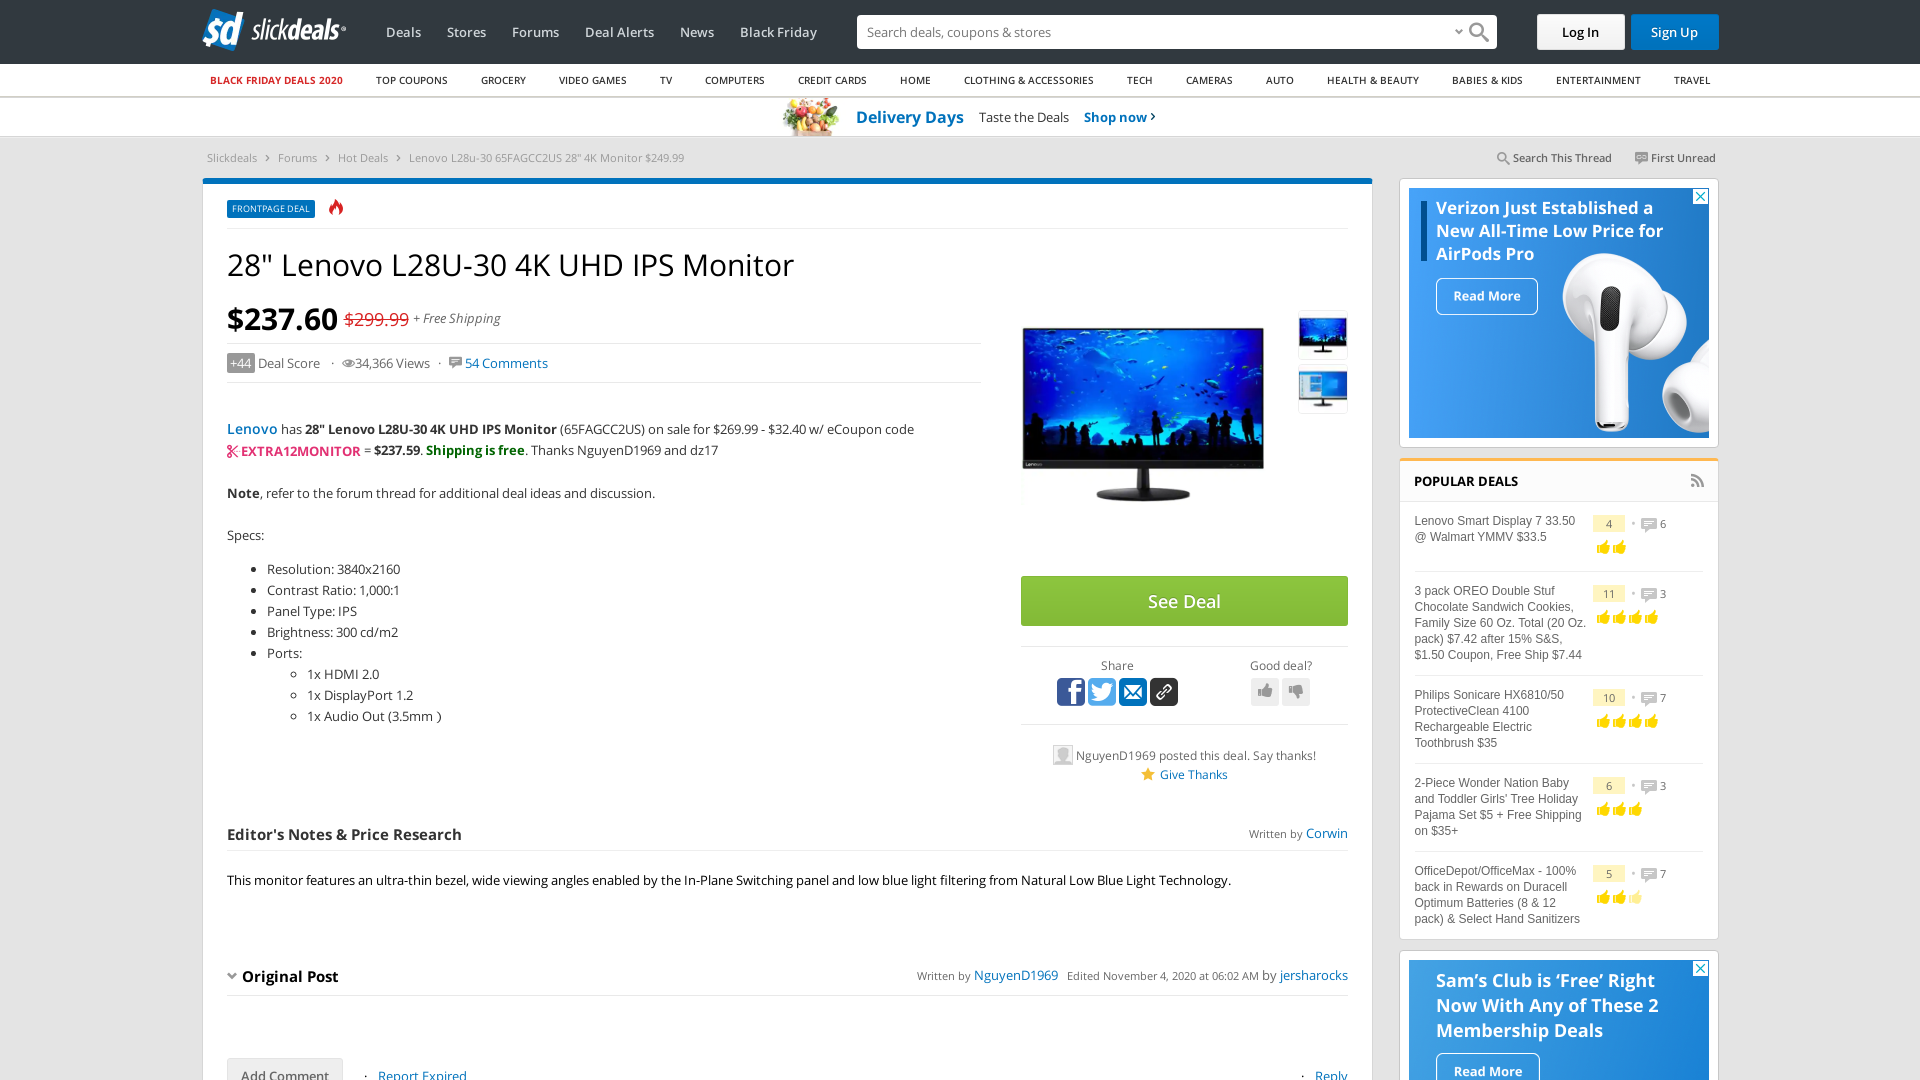 sd slickdeals
Deals
Stores
Forums
Deal Alerts
News
Black Friday
Search deals, coupons & stores
Log In
Sign Up
BLACK FRIDAY DEALS 2020
TOP COUPONS
GROCERY
VIDEO GAMES
TV
COMPUTERS
CREDIT CARDS
HOME
CLOTHING & ACCESSORIES
TECH
CAMERAS
AUTO
HEALTH & BEAUTY
BABIES & KIDS
ENTERTAINMENT
TRAVEL
Delivery Days Taste the Deals Shop now ›
Slickdeals › Forums › Hot Deals › Lenovo L28u-30 65FAGCC2US 28" 4K Monitor $249.99
Search This Thread
First Unread
FRONTPAGE DEAL
28" Lenovo L28U-30 4K UHD IPS Monitor
$237.60 $299.99 + Free Shipping
+44 Deal Score · 34,366 Views · 54 Comments
Lenovo has 28" Lenovo L28U-30 4K UHD IPS Monitor (65FAGCC2US) on sale for $269.99 - $32.40 w/ eCoupon code
EXTRA12MONITOR = $237.59. Shipping is free. Thanks NguyenD1969 and dz17
Note, refer to the forum thread for additional deal ideas and discussion.
Specs:
• Resolution: 3840x2160
• Contrast Ratio: 1,000:1
• Panel Type: IPS
• Brightness: 300 cd/m2
• Ports:
◦ 1x HDMI 2.0
◦ 1x DisplayPort 1.2
◦ 1x Audio Out (3.5mm )
Lenovo
See Deal
Share
Good deal?
NguyenD1969 posted this deal. Say thanks!
Give Thanks
Editor's Notes & Price Research
Written by Corwin
This monitor features an ultra-thin bezel, wide viewing angles enabled by the In-Plane Switching panel and low blue light filtering from Natural Low Blue Light Technology.
Original Post
Written by NguyenD1969 Edited November 4, 2020 at 06:02 AM by jersharocks
Add Comment
· Report Expired
· Reply
Verizon Just Established a
New All-Time Low Price for
AirPods Pro
Read More
POPULAR DEALS
Lenovo Smart Display 7 33.50
@ Walmart YMMV $33.5
4 • 6
3 pack OREO Double Stuf
Chocolate Sandwich Cookies,
Family Size 60 Oz. Total (20 Oz.
pack) $7.42 after 15% S&S,
$1.50 Coupon, Free Ship $7.44
11 • 3
Philips Sonicare HX6810/50
ProtectiveClean 4100
Rechargeable Electric
Toothbrush $35
10 • 7
2-Piece Wonder Nation Baby
and Toddler Girls' Tree Holiday
Pajama Set $5 + Free Shipping
on $35+
6 • 3
OfficeDepot/OfficeMax - 100%
back in Rewards on Duracell
Optimum Batteries (8 & 12
pack) & Select Hand Sanitizers
5 • 7
Sam's Club is ‘Free’ Right
Now With Any of These 2
Membership Deals
Read More